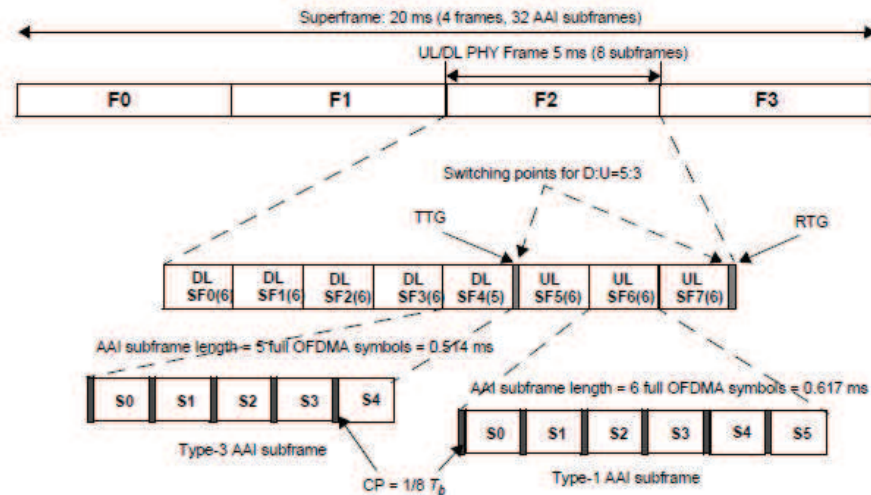 Superframe: 20 ms (4 frames, 32 AAI subframes)
UL/DL PHY Frame 5 ms (8 subframes)
F0 F1 F2 F3
Switching points for D:U=5:3
TTG RTG
DL SF0(6) DL SF1(6) DL SF2(6) DL SF3(6) DL SF4(5) UL SF5(6) UL SF6(6) UL SF7(6)
AAI subframe length = 5 full OFDMA symbols = 0.514 ms
AAI subframe length = 6 full OFDMA symbols = 0.617 ms
S0 S1 S2 S3 S4
S0 S1 S2 S3 S4 S5
Type-3 AAI subframe
CP = 1/8 T_b
Type-1 AAI subframe